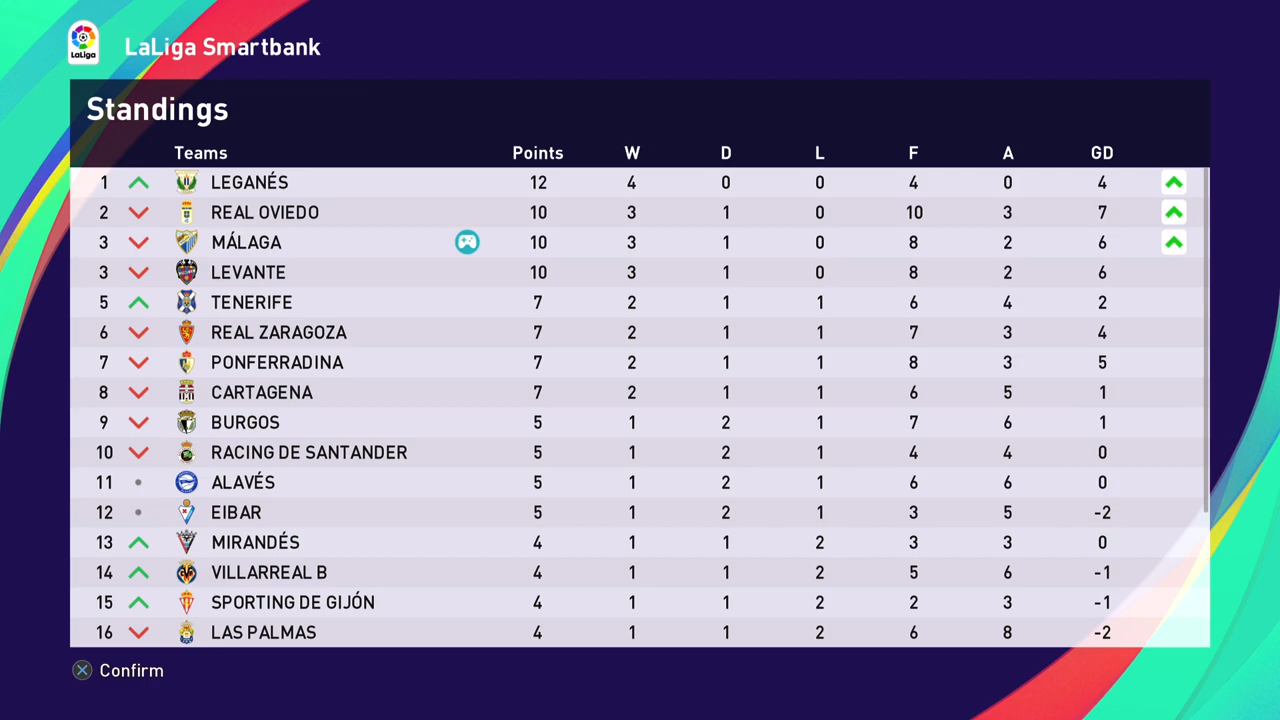 LaLiga
LaLiga Smartbank
Standings
Teams Points W D L F A GD
1 LEGANÉS 12 4 0 0 4 0 4
2 REAL OVIEDO 10 3 1 0 10 3 7
3 MÁLAGA 10 3 1 0 8 2 6
3 LEVANTE 10 3 1 0 8 2 6
5 TENERIFE 7 2 1 1 6 4 2
6 REAL ZARAGOZA 7 2 1 1 7 3 4
7 PONFERRADINA 7 2 1 1 8 3 5
8 CARTAGENA 7 2 1 1 6 5 1
9 BURGOS 5 1 2 1 7 6 1
10 RACING DE SANTANDER 5 1 2 1 4 4 0
11 ALAVÉS 5 1 2 1 6 6 0
12 EIBAR 5 1 2 1 3 5 -2
13 MIRANDÉS 4 1 1 2 3 3 0
14 VILLARREAL B 4 1 1 2 5 6 -1
15 SPORTING DE GIJÓN 4 1 1 2 2 3 -1
16 LAS PALMAS 4 1 1 2 6 8 -2
Confirm